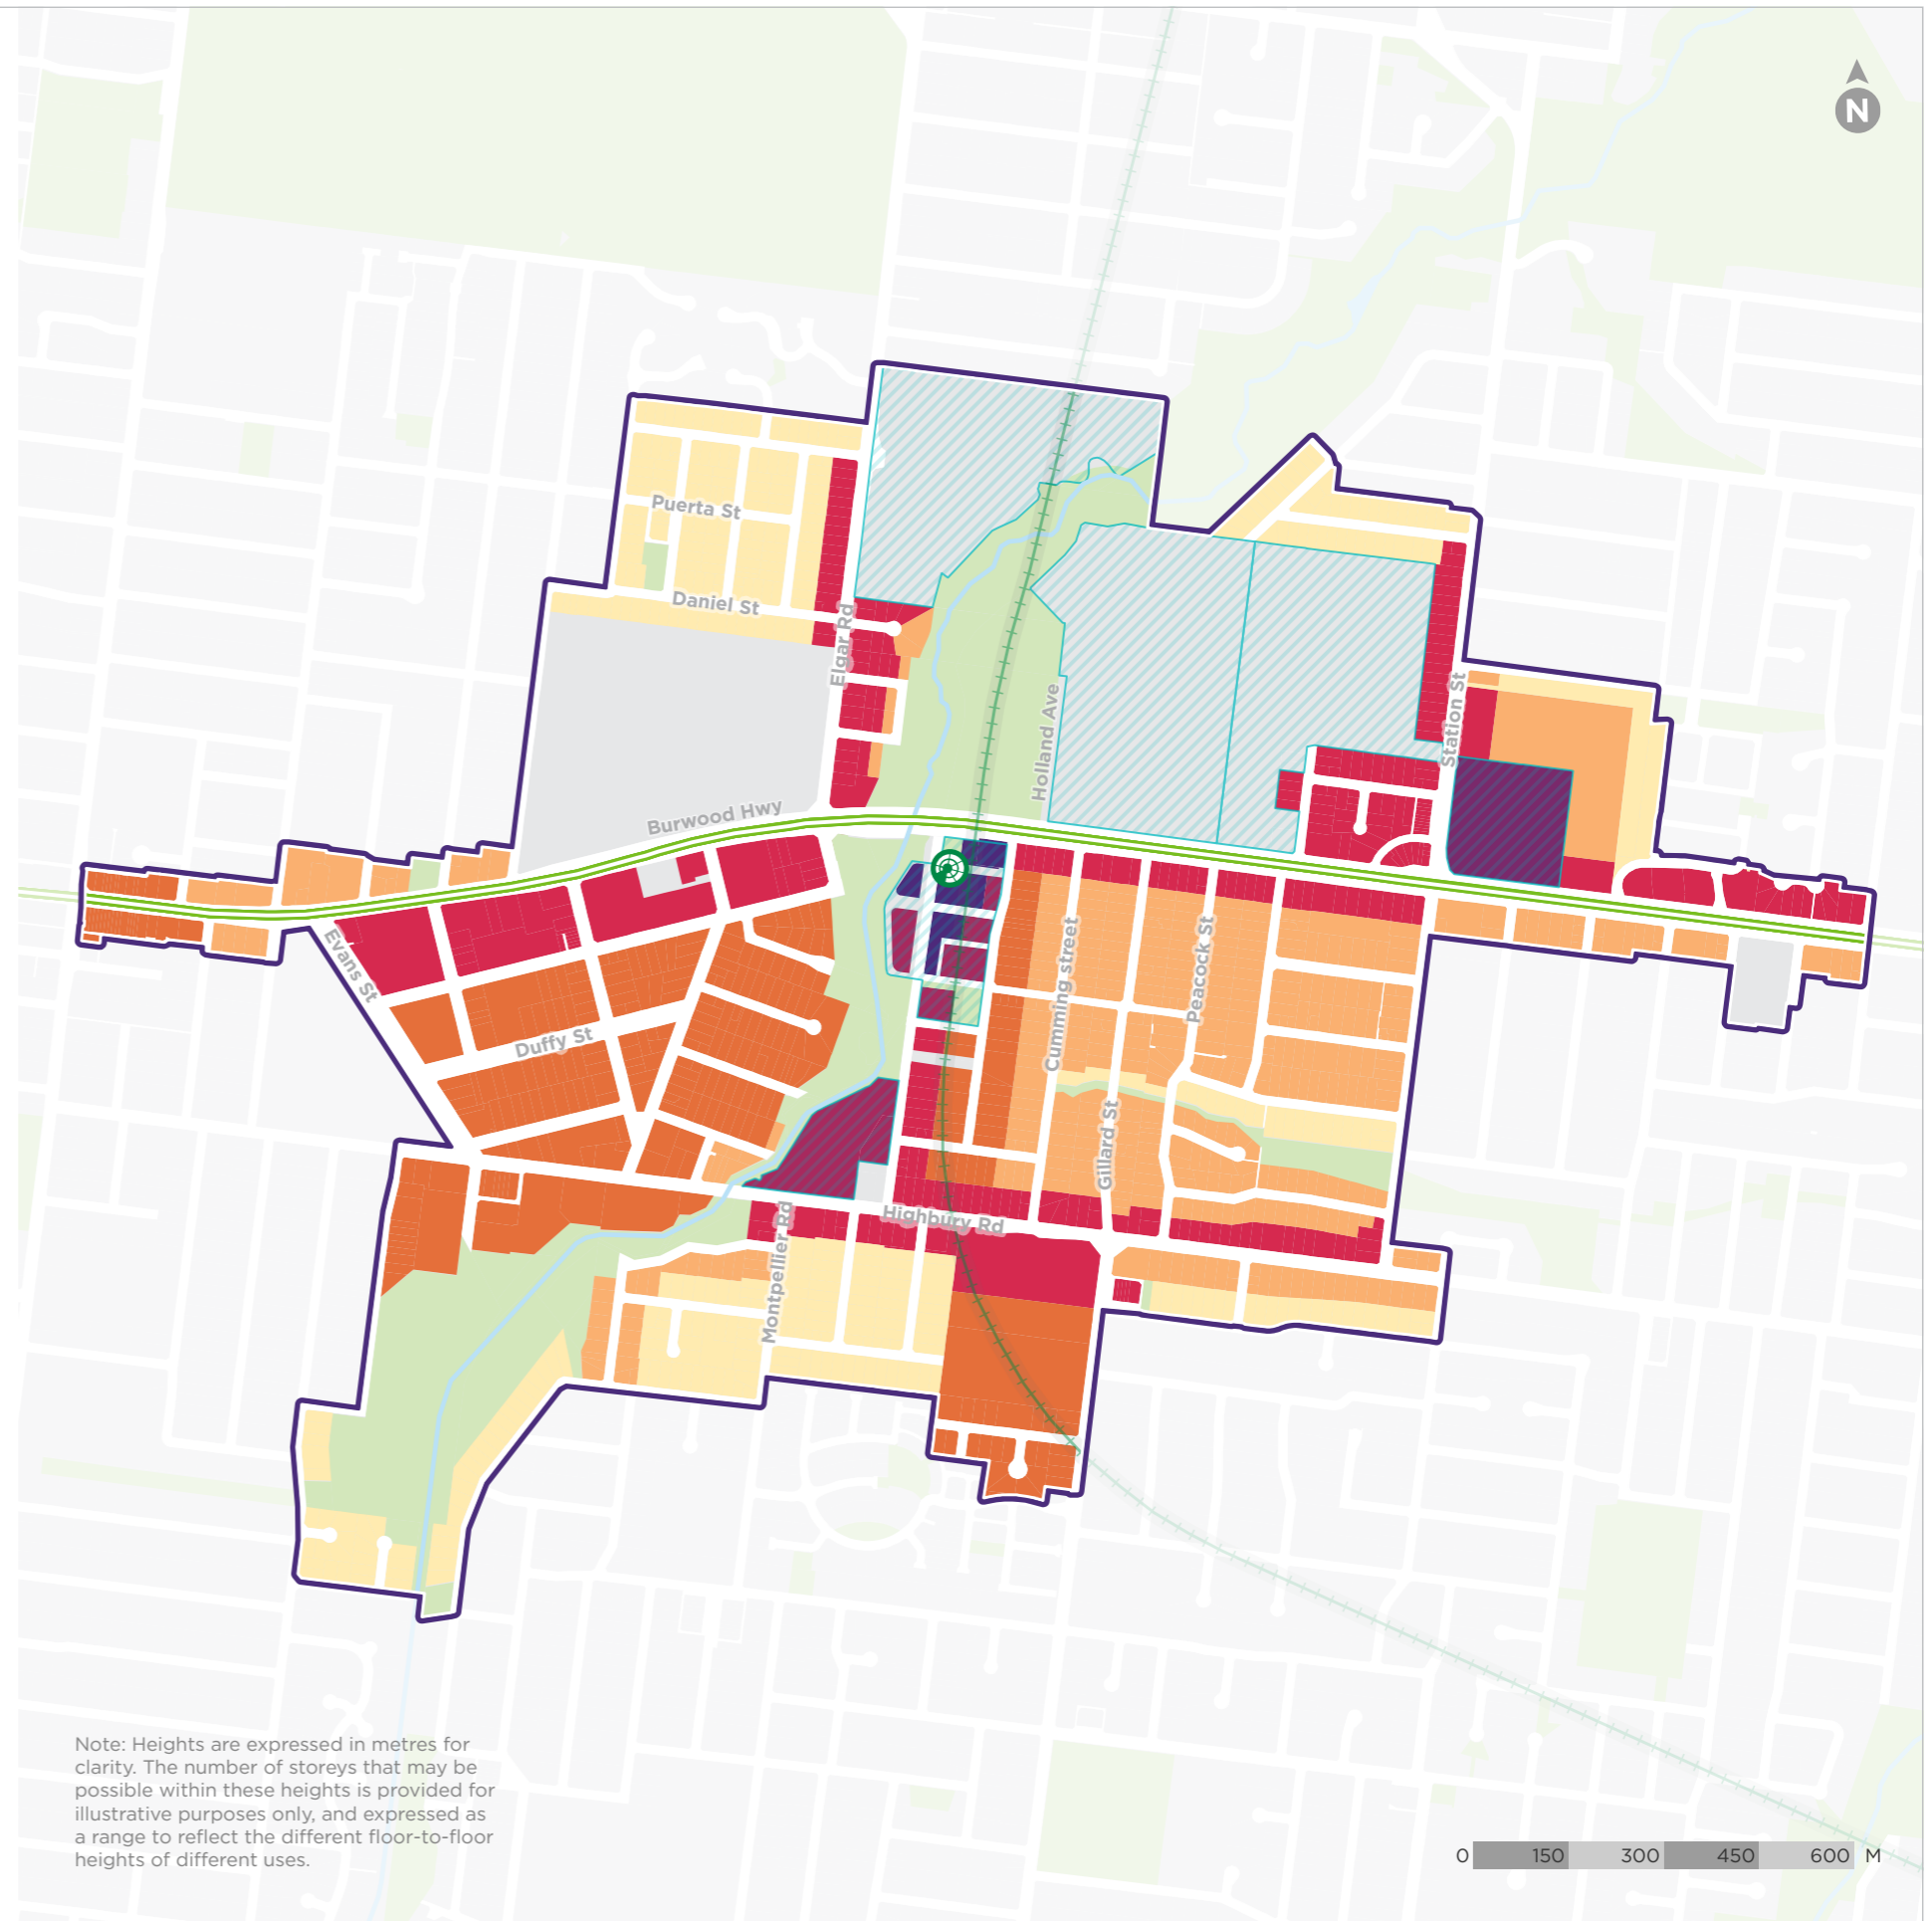 N
Puerta St
Daniel St
Elgar Rd
Holland Ave
Station St
Burwood Hwy
Evans St
Cumming street
Peacock St
Duffy St
Gillard St
Highbury Rd
Montpellier Rd
Note: Heights are expressed in metres for
clarity. The number of storeys that may be
possible within these heights is provided for
illustrative purposes only, and expressed as
a range to reflect the different floor-to-floor
heights of different uses.
0 150 300 450 600 M